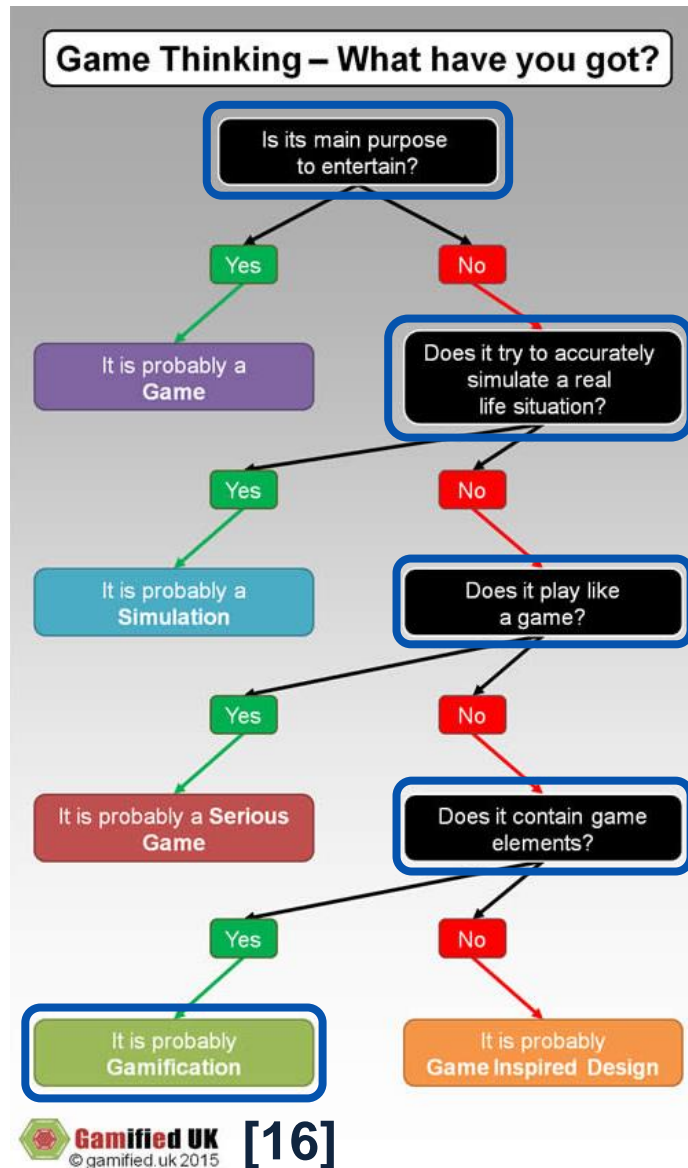 Game Thinking – What have you got?
Is its main purpose
to entertain?
Yes
No
It is probably a
Game
Does it try to accurately
simulate a real
life situation?
Yes
No
It is probably a
Simulation
Does it play like
a game?
Yes
No
It is probably a Serious
Game
Does it contain game
elements?
Yes
No
It is probably
Gamification
It is probably
Game Inspired Design
Gamified UK
© gamified.uk 2015
[16]